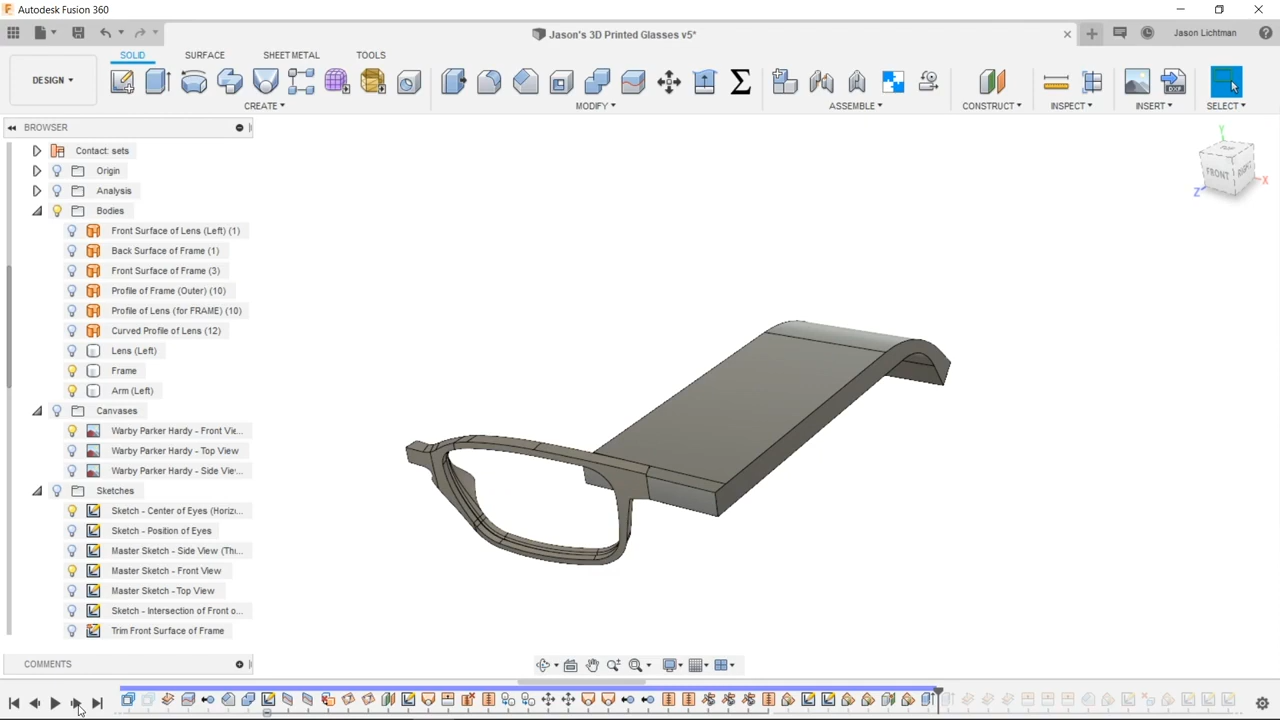 Autodesk Fusion 360
Jason's 3D Printed Glasses v5*
Jason Lichtman
SOLID SURFACE SHEET METAL TOOLS
DESIGN
CREATE MODIFY ASSEMBLE CONSTRUCT INSPECT INSERT SELECT
BROWSER
Contact: sets
Origin
Analysis
Bodies
Front Surface of Lens (Left) (1)
Back Surface of Frame (1)
Front Surface of Frame (3)
Profile of Frame (Outer) (10)
Profile of Lens (for FRAME) (10)
Curved Profile of Lens (12)
Lens (Left)
Frame
Arm (Left)
Canvases
Warby Parker Hardy - Front Vie...
Warby Parker Hardy - Top View
Warby Parker Hardy - Side Vie...
Sketches
Sketch - Center of Eyes (Horizo...
Sketch - Position of Eyes
Master Sketch - Side View (Thi...
Master Sketch - Front View
Master Sketch - Top View
Sketch - Intersection of Front o...
Trim Front Surface of Frame
COMMENTS
Y
TOP
FRONT
RIGHT
X
Z